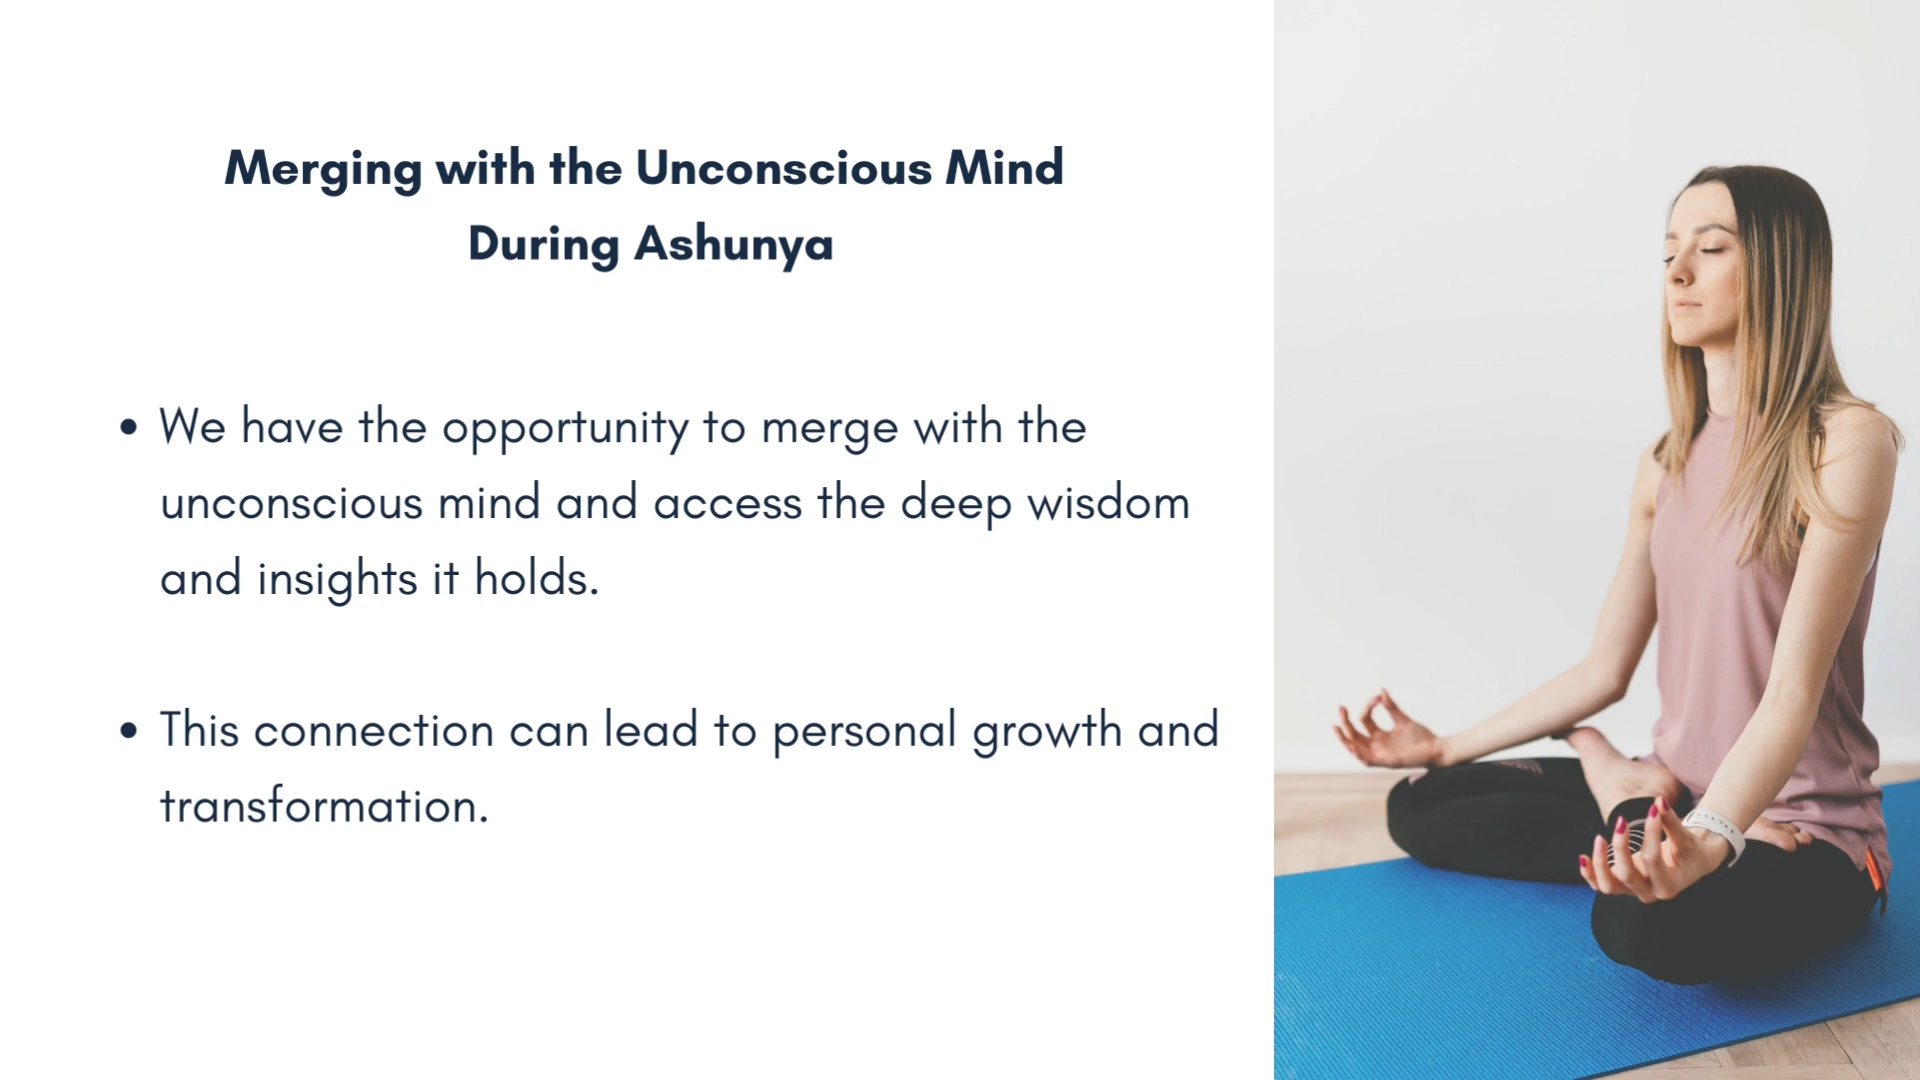 Merging with the Unconscious Mind
During Ashunya
• We have the opportunity to merge with the
unconscious mind and access the deep wisdom
and insights it holds.
• This connection can lead to personal growth and
transformation.